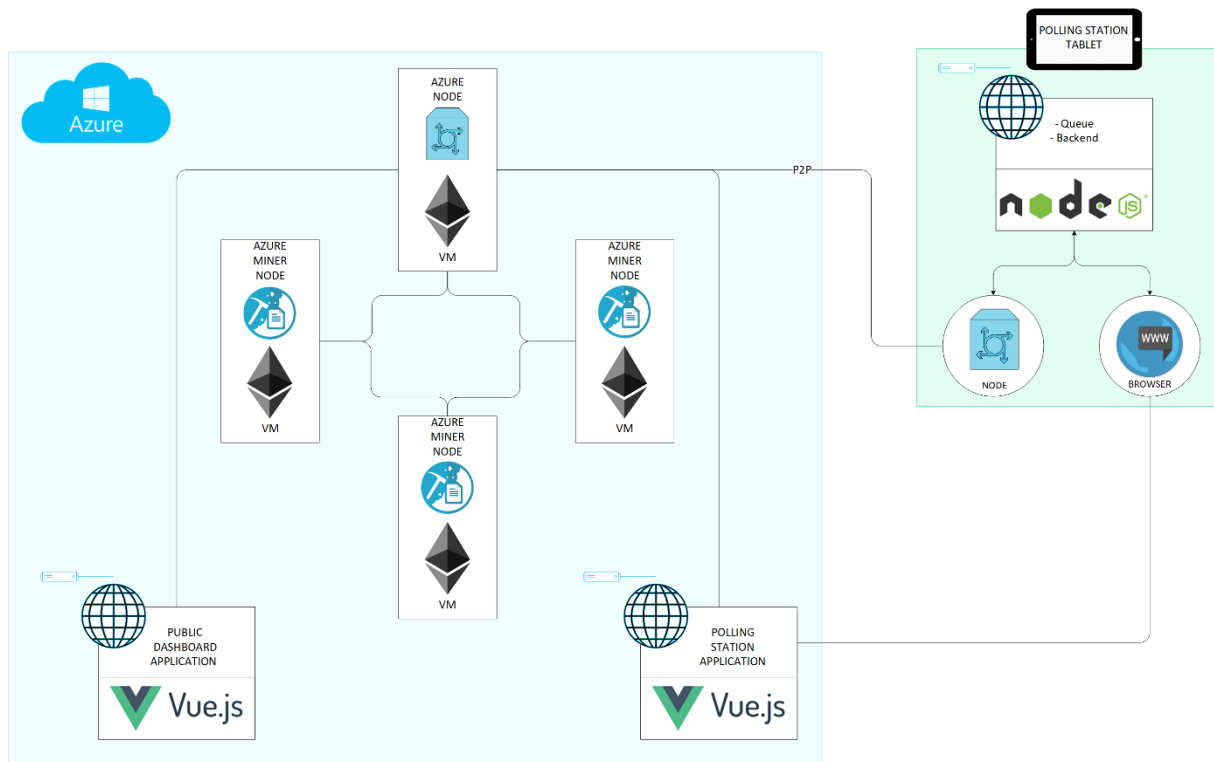 POLLING STATION
TABLET
Azure
AZURE
NODE
VM
- Queue
- Backend
node
JS
®
P2P
AZURE
MINER
NODE
VM
AZURE
MINER
NODE
VM
NODE
WWW
BROWSER
AZURE
MINER
NODE
VM
PUBLIC
DASHBOARD
APPLICATION
Vue.js
POLLING
STATION
APPLICATION
Vue.js